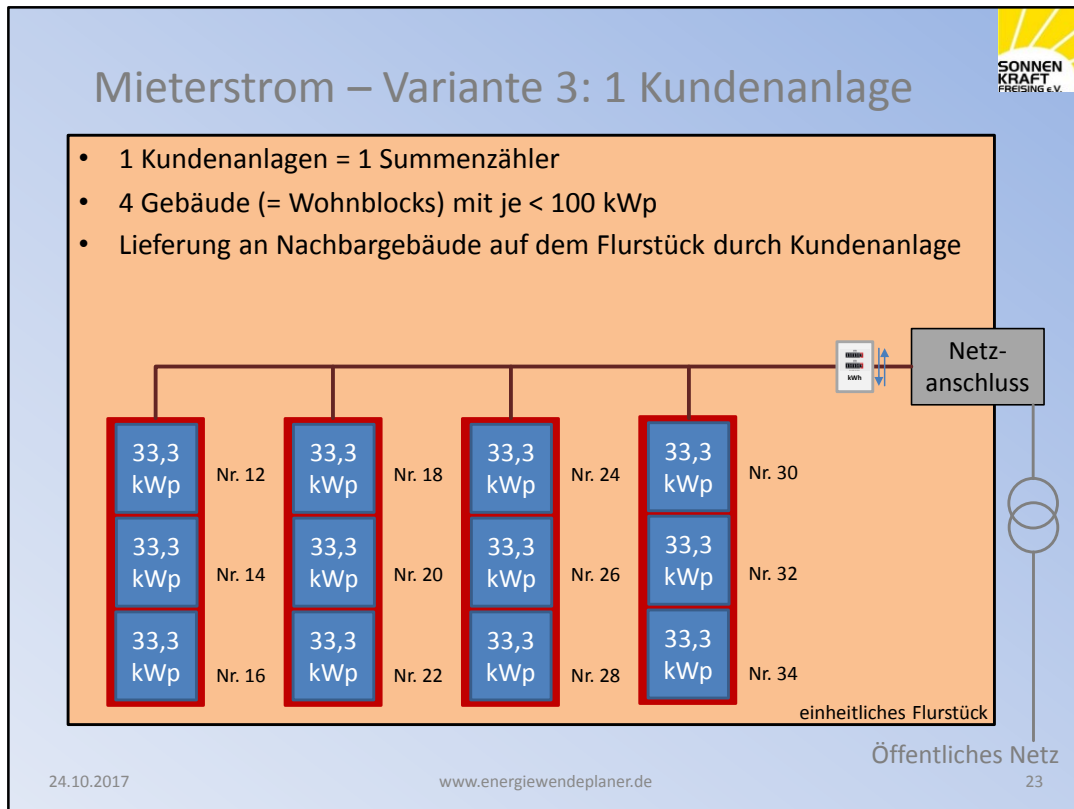 SONNEN
KRAFT
FREISING e.V.
Mieterstrom – Variante 3: 1 Kundenanlage
• 1 Kundenanlagen = 1 Summenzähler
• 4 Gebäude (= Wohnblocks) mit je < 100 kWp
• Lieferung an Nachbargebäude auf dem Flurstück durch Kundenanlage
kWh
Netz-
anschluss
33,3
kWp
Nr. 12
33,3
kWp
Nr. 18
33,3
kWp
Nr. 24
33,3
kWp
Nr. 30
33,3
kWp
Nr. 14
33,3
kWp
Nr. 20
33,3
kWp
Nr. 26
33,3
kWp
Nr. 32
33,3
kWp
Nr. 16
33,3
kWp
Nr. 22
33,3
kWp
Nr. 28
33,3
kWp
Nr. 34
einheitliches Flurstück
Öffentliches Netz
24.10.2017
www.energiewendeplaner.de
23